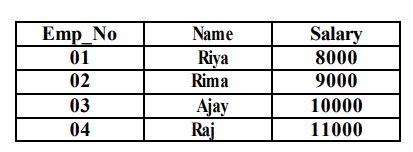 Emp_No Name Salary
01 Riya 8000
02 Rima 9000
03 Ajay 10000
04 Raj 11000